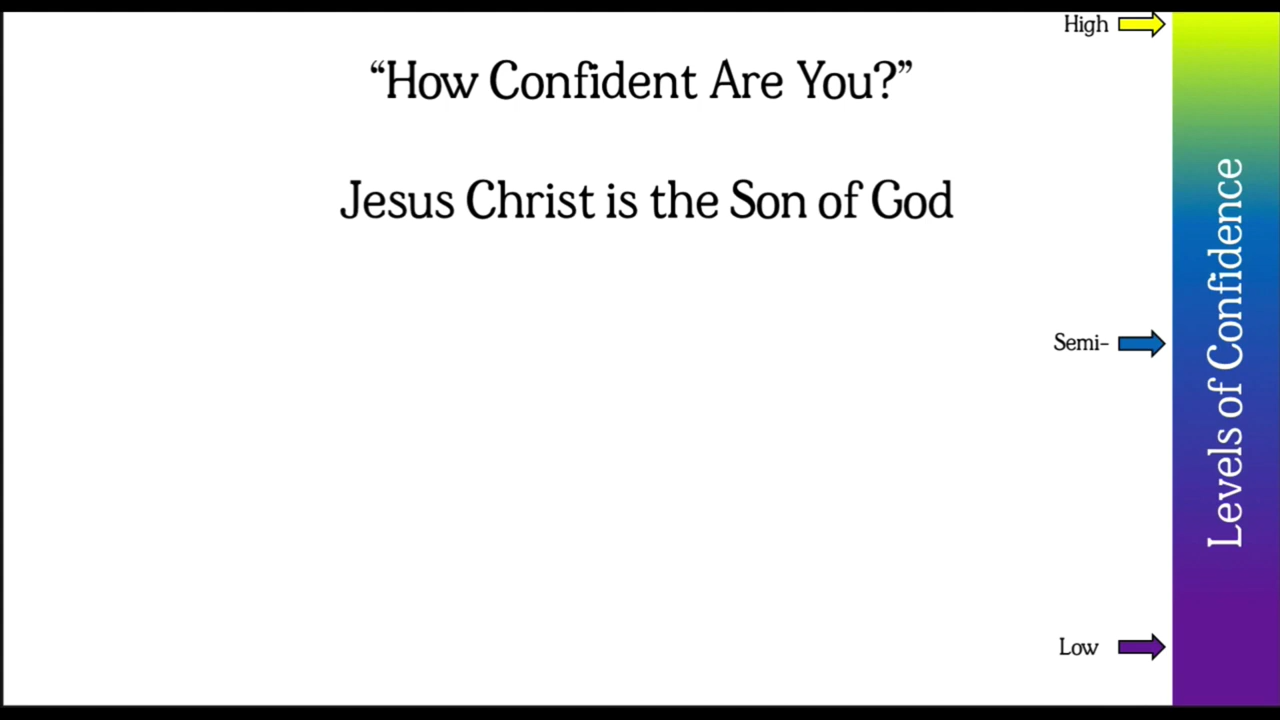 “How Confident Are You?”
Jesus Christ is the Son of God
High
Semi-
Low
Levels of Confidence